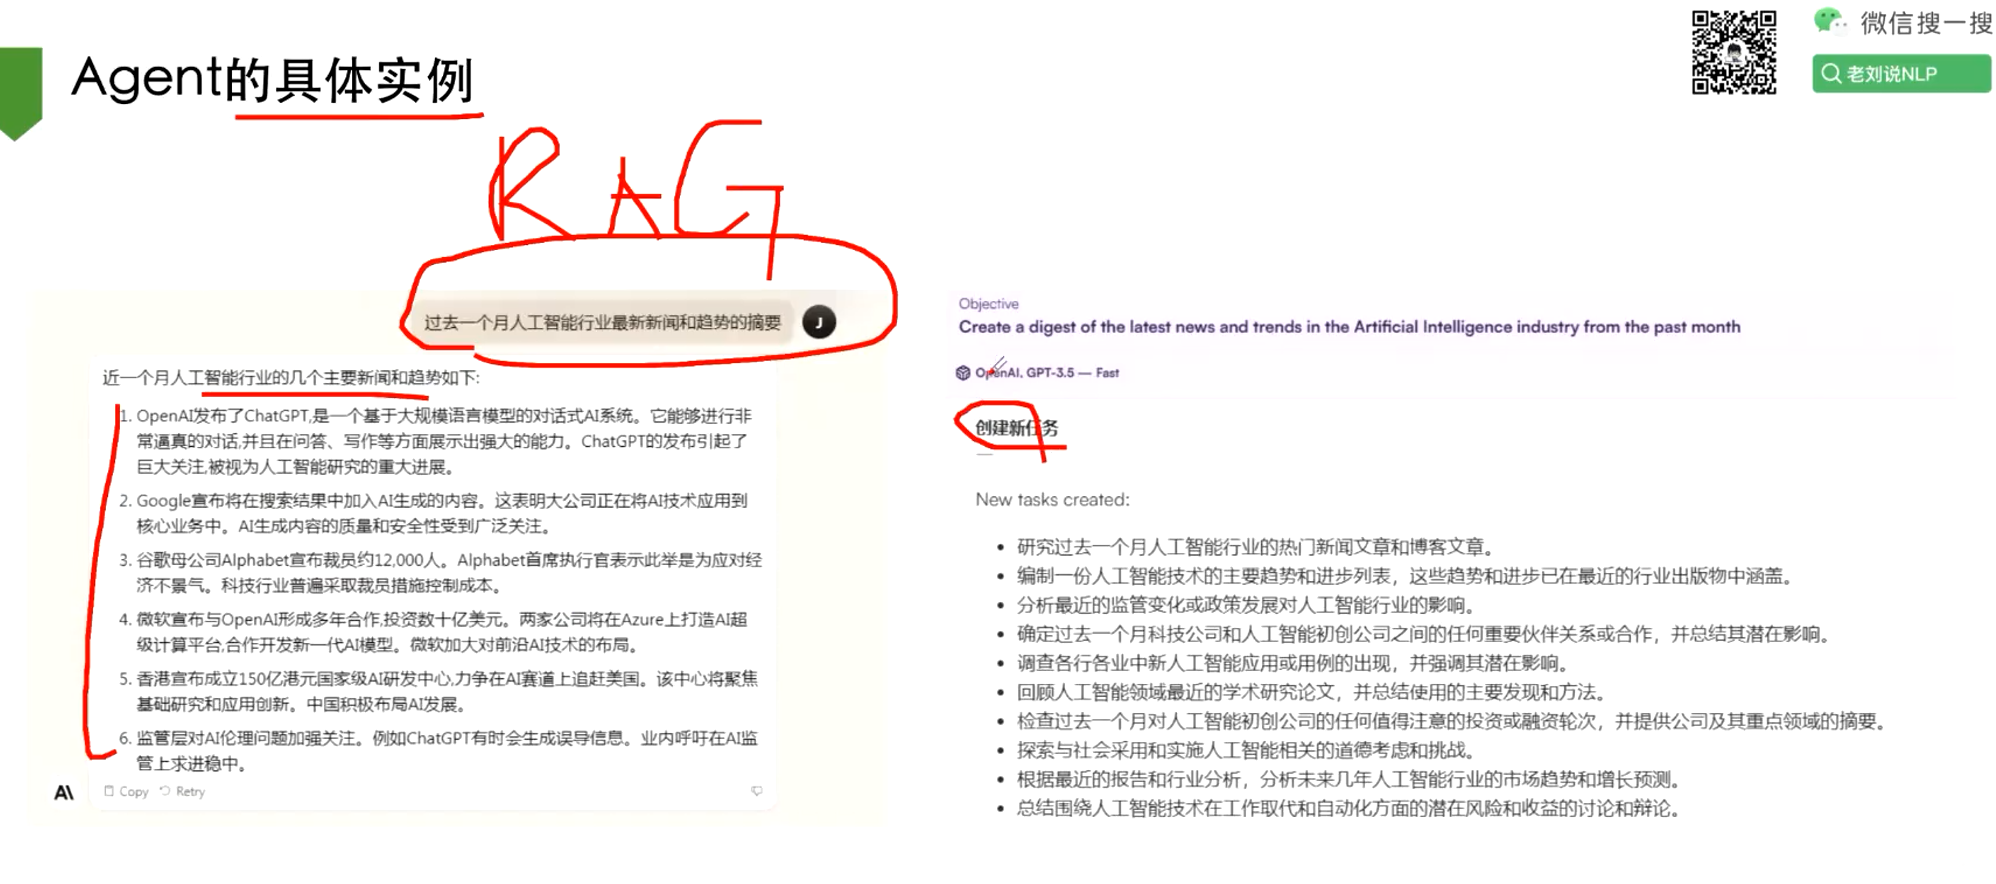 微信搜一搜
老刘说NLP
Agent的具体实例
RAG
过去一个月人工智能行业最新新闻和趋势的摘要
J
近一个月人工智能行业的几个主要新闻和趋势如下:
1. OpenAI发布了ChatGPT,是一个基于大规模语言模型的对话式AI系统。它能够进行非
常逼真的对话,并且在问答、写作等方面展示出强大的能力。ChatGPT的发布引起了
巨大关注,被视为人工智能研究的重大进展。
2. Google宣布将在搜索结果中加入AI生成的内容。这表明大公司正在将AI技术应用到
核心业务中。AI生成内容的质量和安全性受到广泛关注。
3. 谷歌母公司Alphabet宣布裁员约12,000人。Alphabet首席执行官表示此举是为应对经
济不景气。科技行业普遍采取裁员措施控制成本。
4. 微软宣布与OpenAI形成多年合作,投资数十亿美元。两家公司将在Azure上打造AI超
级计算平台,合作开发新一代AI模型。微软加大对前沿AI技术的布局。
5. 香港宣布成立150亿港元国家级AI研发中心,力争在AI赛道上追赶美国。该中心将聚焦
基础研究和应用创新。中国积极布局AI发展。
6. 监管层对AI伦理问题加强关注。例如ChatGPT有时会生成误导信息。业内呼吁在AI监
管上求进稳中。
Copy Retry
Objective
Create a digest of the latest news and trends in the Artificial Intelligence industry from the past month
OpenAI, GPT-3.5 — Fast
创建新任务
New tasks created:
• 研究过去一个月人工智能行业的热门新闻文章和博客文章。
• 编制一份人工智能技术的主要趋势和进步列表，这些趋势和进步已在最近的行业出版物中涵盖。
• 分析最近的监管变化或政策发展对人工智能行业的影响。
• 确定过去一个月科技公司和人工智能初创公司之间的任何重要伙伴关系或合作，并总结其潜在影响。
• 调查各行各业中新人工智能应用或用例的出现，并强调其潜在影响。
• 回顾人工智能领域最近的学术研究论文，并总结使用的主要发现和方法。
• 检查过去一个月对人工智能初创公司的任何值得注意的投资或融资轮次，并提供公司及其重点领域的摘要。
• 探索与社会采用和实施人工智能相关的道德考虑和挑战。
• 根据最近的报告和行业分析，分析未来几年人工智能行业的市场趋势和增长预测。
• 总结围绕人工智能技术在工作取代和自动化方面的潜在风险和收益的讨论和辩论。